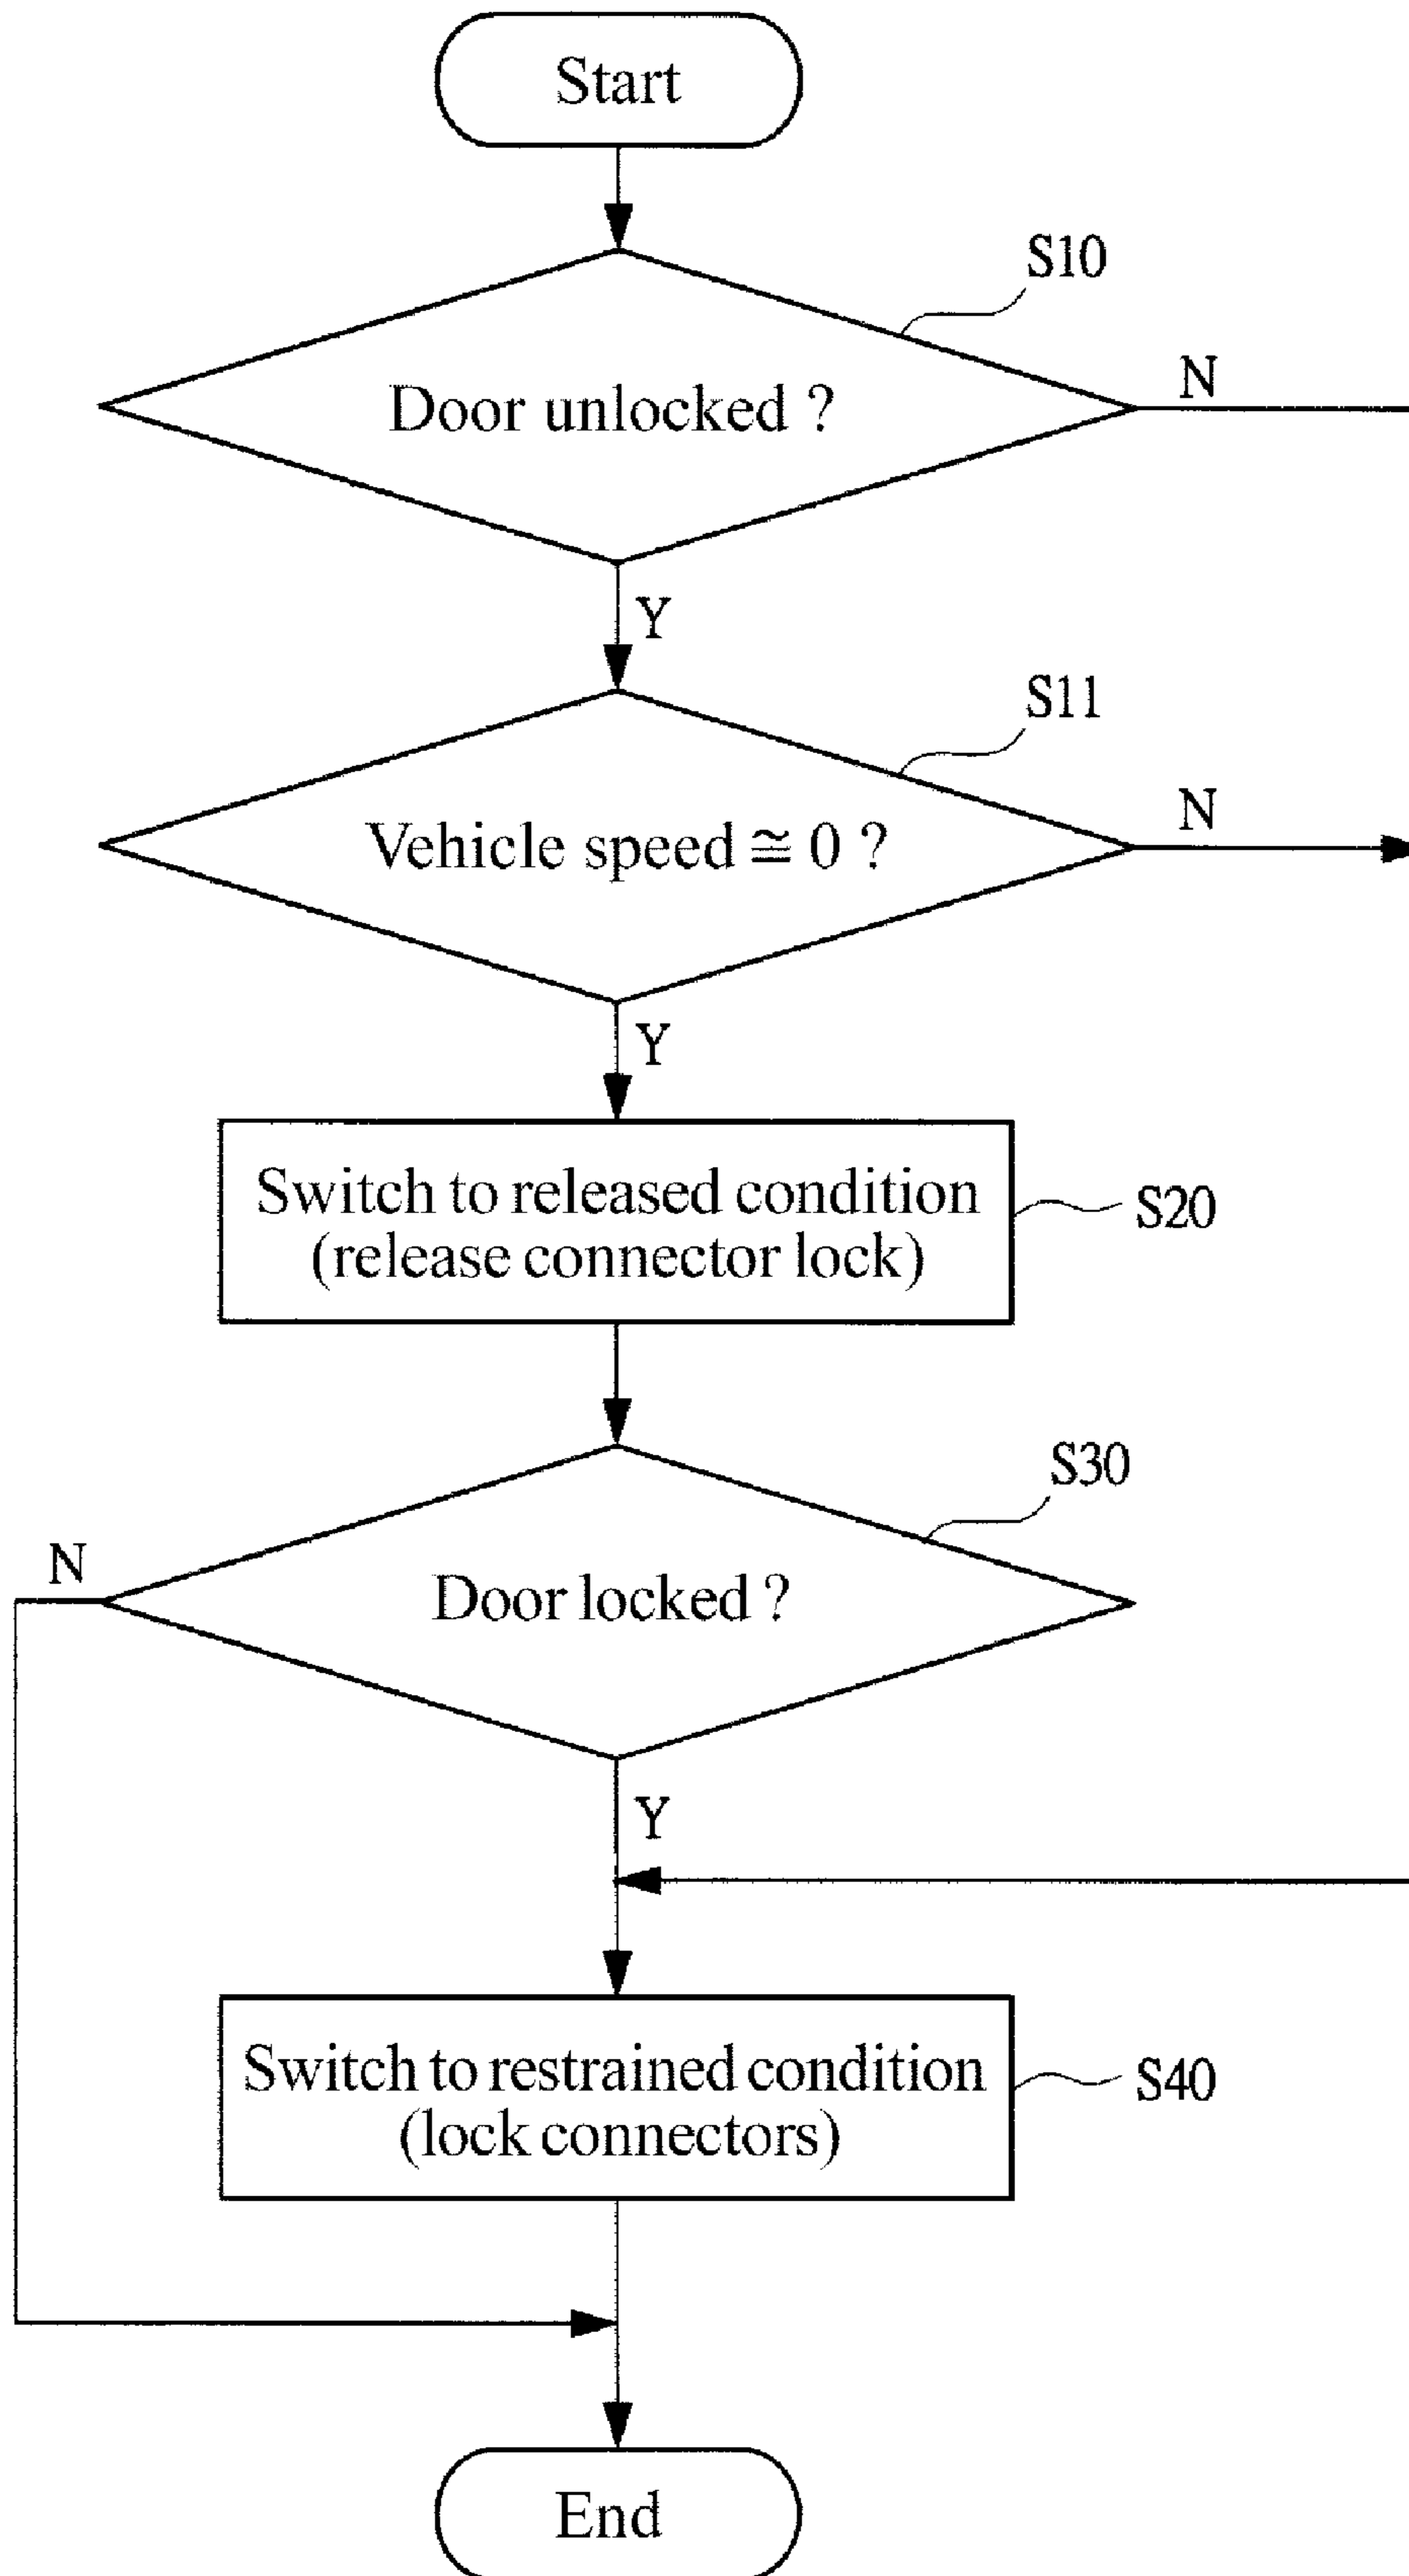 Start
S10
Door unlocked ?
N
Y
S11
Vehicle speed ≅ 0 ?
N
Y
Switch to released condition
(release connector lock)
S20
S30
N
Door locked ?
Y
Switch to restrained condition
(lock connectors)
S40
End